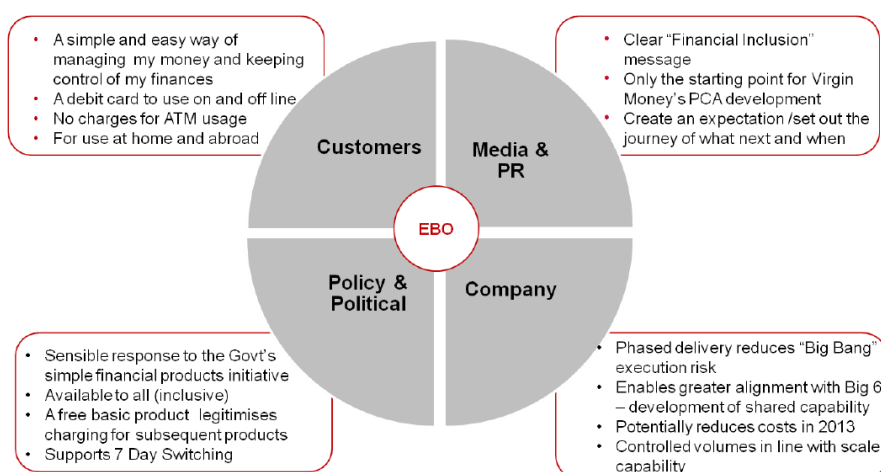 • A simple and easy way of
managing my money and keeping
control of my finances
• A debit card to use on and off line
• No charges for ATM usage
• For use at home and abroad
• Clear “Financial Inclusion”
message
• Only the starting point for Virgin
Money’s PCA development
• Create an expectation /set out the
journey of what next and when
Customers
Media &
PR
EBO
Policy &
Political
Company
• Sensible response to the Govt’s
simple financial products initiative
• Available to all (inclusive)
• A free basic product legitimises
charging for subsequent products
• Supports 7 Day Switching
• Phased delivery reduces “Big Bang”
execution risk
• Enables greater alignment with Big 6
– development of shared capability
• Potentially reduces costs in 2013
• Controlled volumes in line with scale
capability